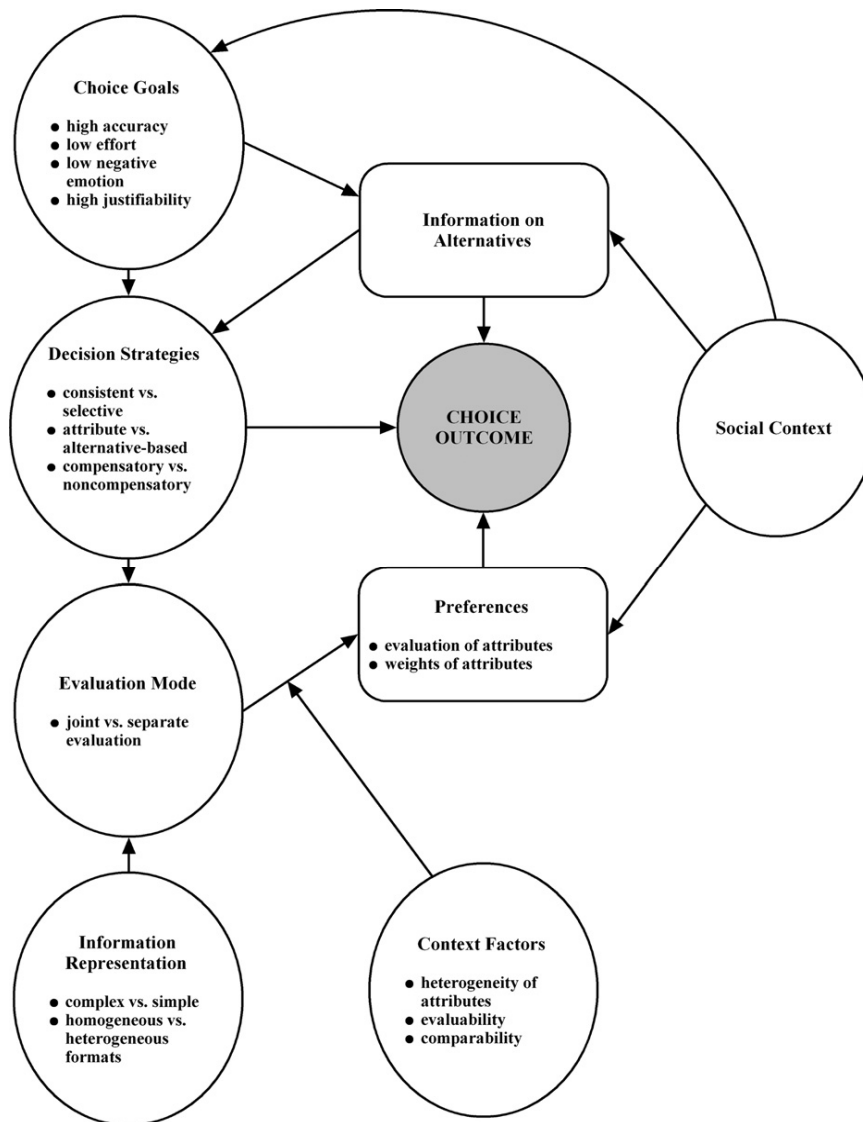 Choice Goals
● high accuracy
● low effort
● low negative
emotion
● high justifiability
Information on
Alternatives
Decision Strategies
● consistent vs.
selective
● attribute vs.
alternative-based
● compensatory vs.
noncompensatory
CHOICE
OUTCOME
Social Context
Preferences
● evaluation of attributes
● weights of attributes
Evaluation Mode
● joint vs. separate
evaluation
Information
Representation
● complex vs. simple
● homogeneous vs.
heterogeneous
formats
Context Factors
● heterogeneity of
attributes
● evaluability
● comparability